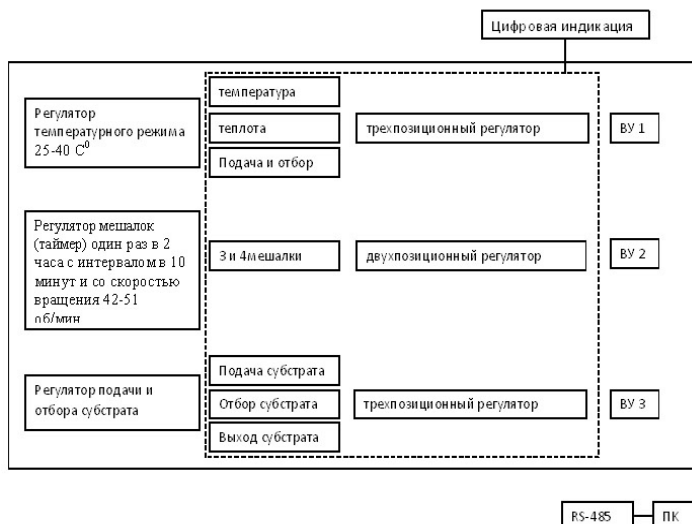 Цифровая индикация
температура
Регулятор
температурного режима
25-40 С⁰
теплота
трехпозиционный регулятор
ВУ 1
Подача и отбор
Регулятор мешалок
(таймер) один раз в 2
часа с интервалом в 10
минут и со скоростью
вращения 42-51
об/мин
3 и 4мешалки
двухпозиционный регулятор
ВУ 2
Подача субстрата
Регулятор подачи и
отбора субстрата
Отбор субстрата
трехпозиционный регулятор
ВУ 3
Выход субстрата
RS-485
ПК